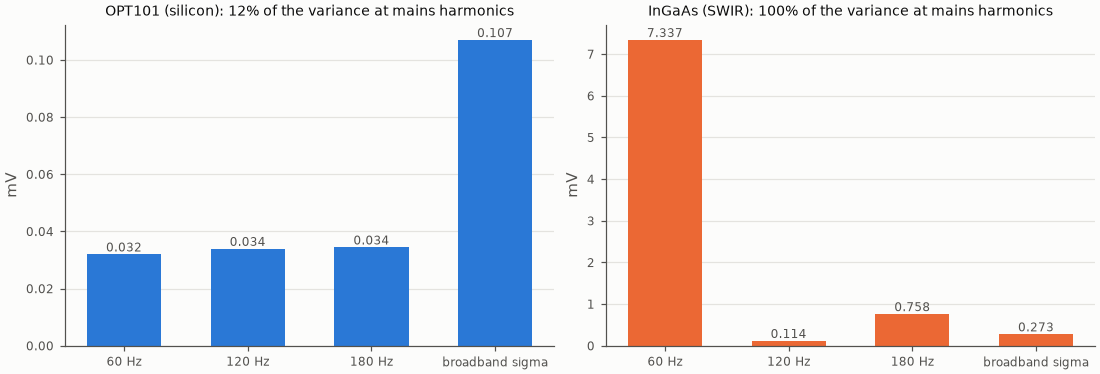 OPT101 (silicon): 12% of the variance at mains harmonics
mV
0.10
0.08
0.06
0.04
0.02
0.00
0.032
0.034
0.034
0.107
60 Hz
120 Hz
180 Hz
broadband sigma
InGaAs (SWIR): 100% of the variance at mains harmonics
mV
7
6
5
4
3
2
1
0
7.337
0.114
0.758
0.273
60 Hz
120 Hz
180 Hz
broadband sigma